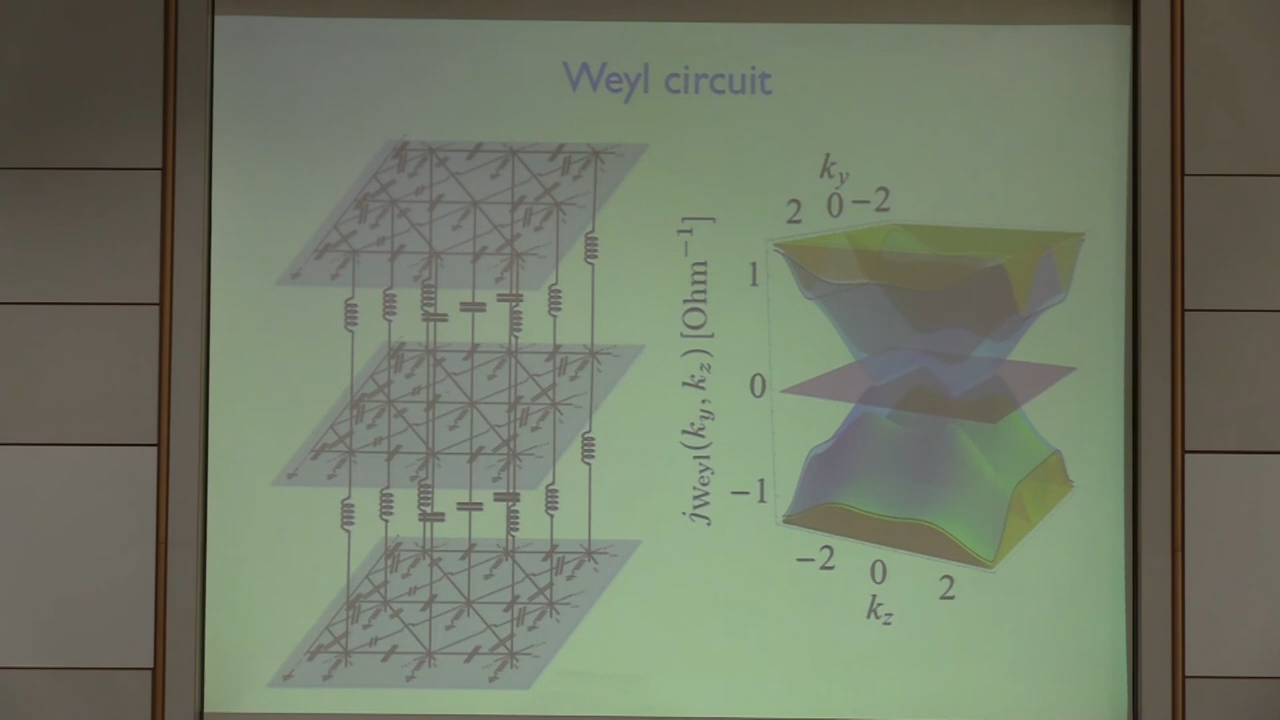 Weyl circuit
k_y
2 0 −2
j_Weyl(k_y, k_z) [Ohm^−1]
1
0
−1
−2 0 2
k_z